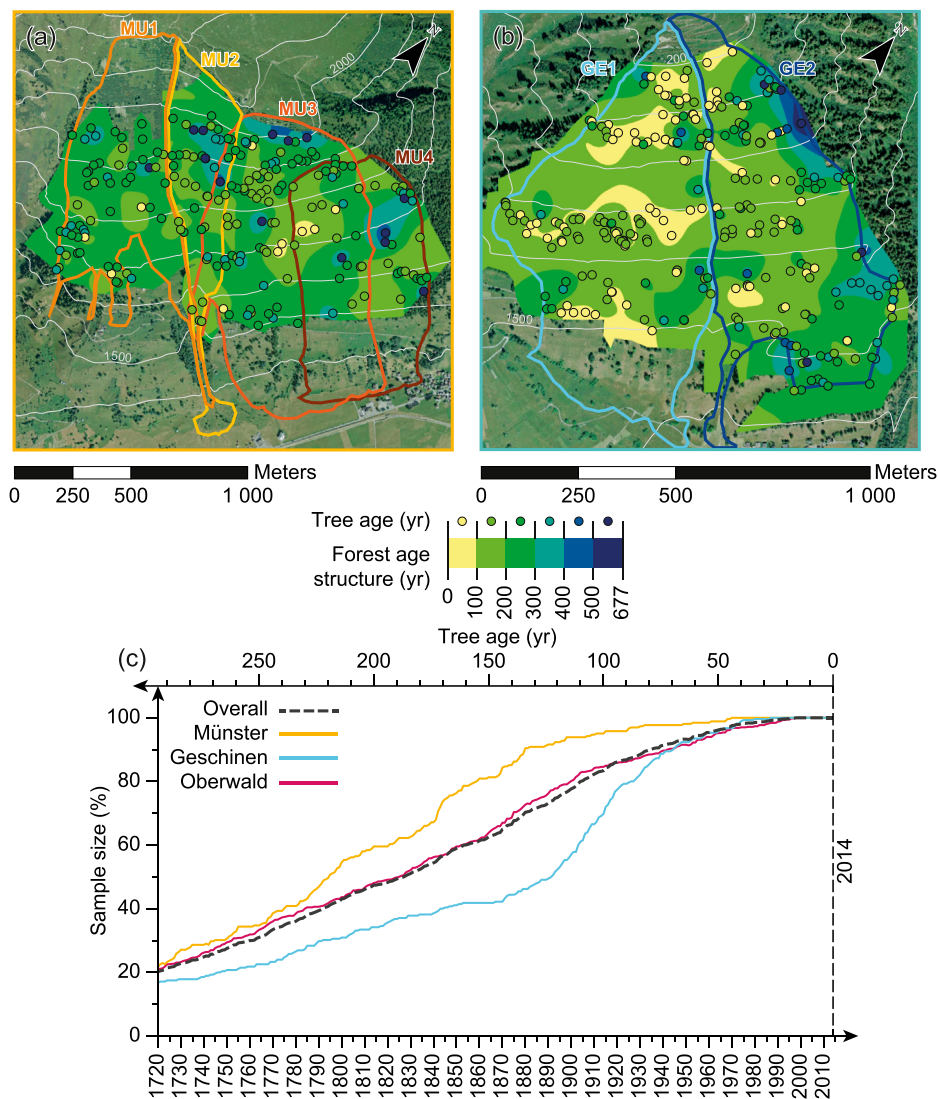 (a)
MU1
MU2
MU3
MU4
N
2000
1500
(b)
GE1
GE2
N
200
1500
Meters
0 250 500 1 000
Meters
0 250 500 1 000
Tree age (yr)
Forest age
structure (yr)
0 100 200 300 400 500 677
Tree age (yr)
(c)
250 200 150 100 50 0
Overall
Münster
Geschinen
Oberwald
Sample size (%)
100
80
60
40
20
0
2014
1720 1730 1740 1750 1760 1770 1780 1790 1800 1810 1820 1830 1840 1850 1860 1870 1880 1890 1900 1910 1920 1930 1940 1950 1960 1970 1980 1990 2000 2010